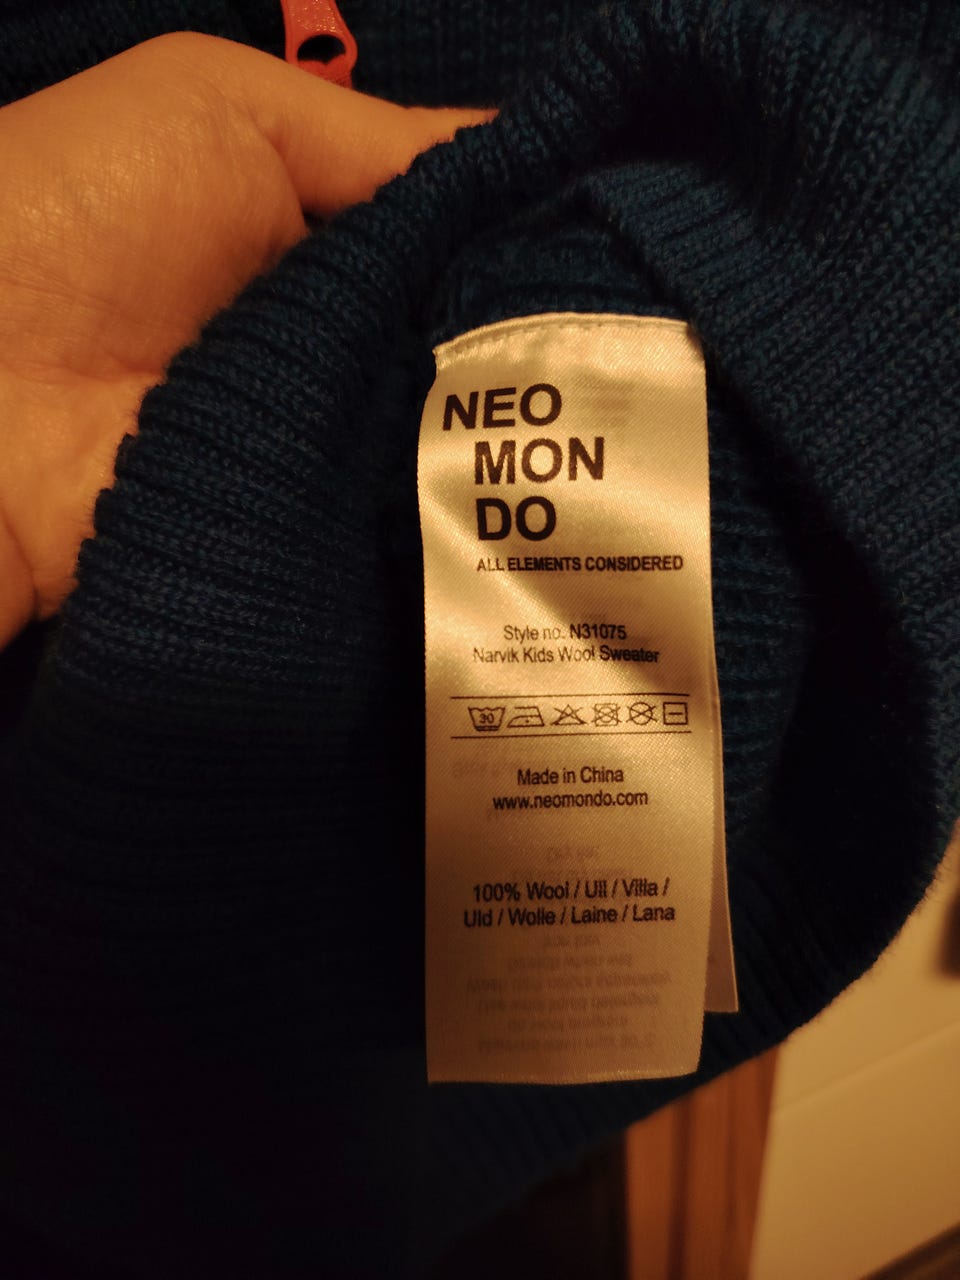 NEO
MON
DO
ALL ELEMENTS CONSIDERED
Style no. N31075
Narvik Kids Wool Sweater
30
Made in China
www.neomondo.com
100% Wool / Ull / Villa /
Uld / Wolle / Laine / Lana